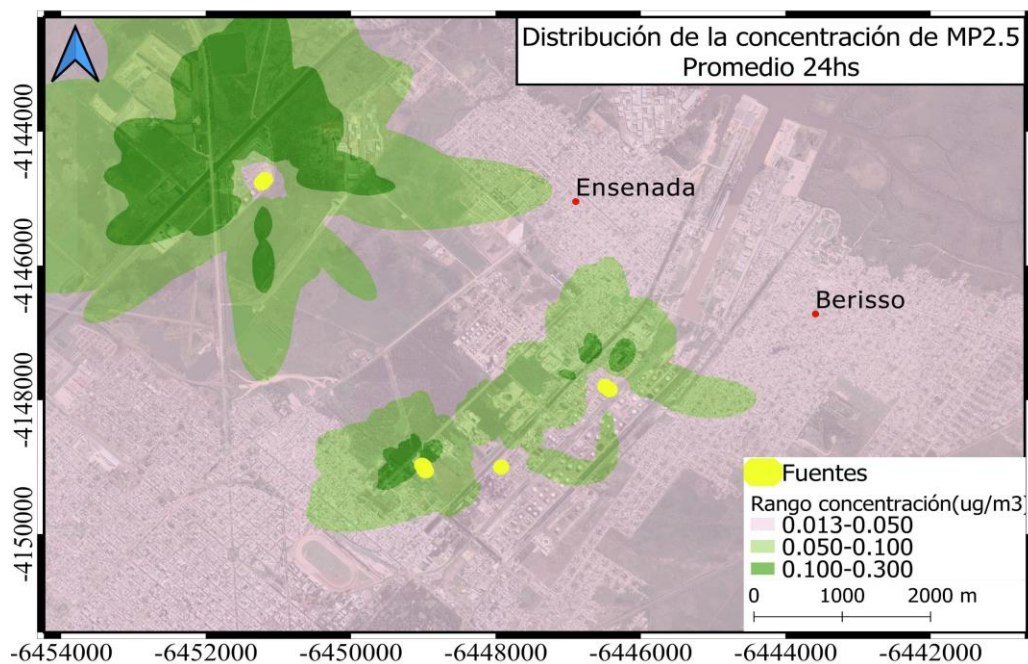 Distribución de la concentración de MP2.5
Promedio 24hs
Ensenada
Berisso
-4144000
-4146000
-4148000
-4150000
Fuentes
Rango concentración(ug/m3)
0.013-0.050
0.050-0.100
0.100-0.300
0 1000 2000 m
-6454000 -6452000 -6450000 -6448000 -6446000 -6444000 -6442000